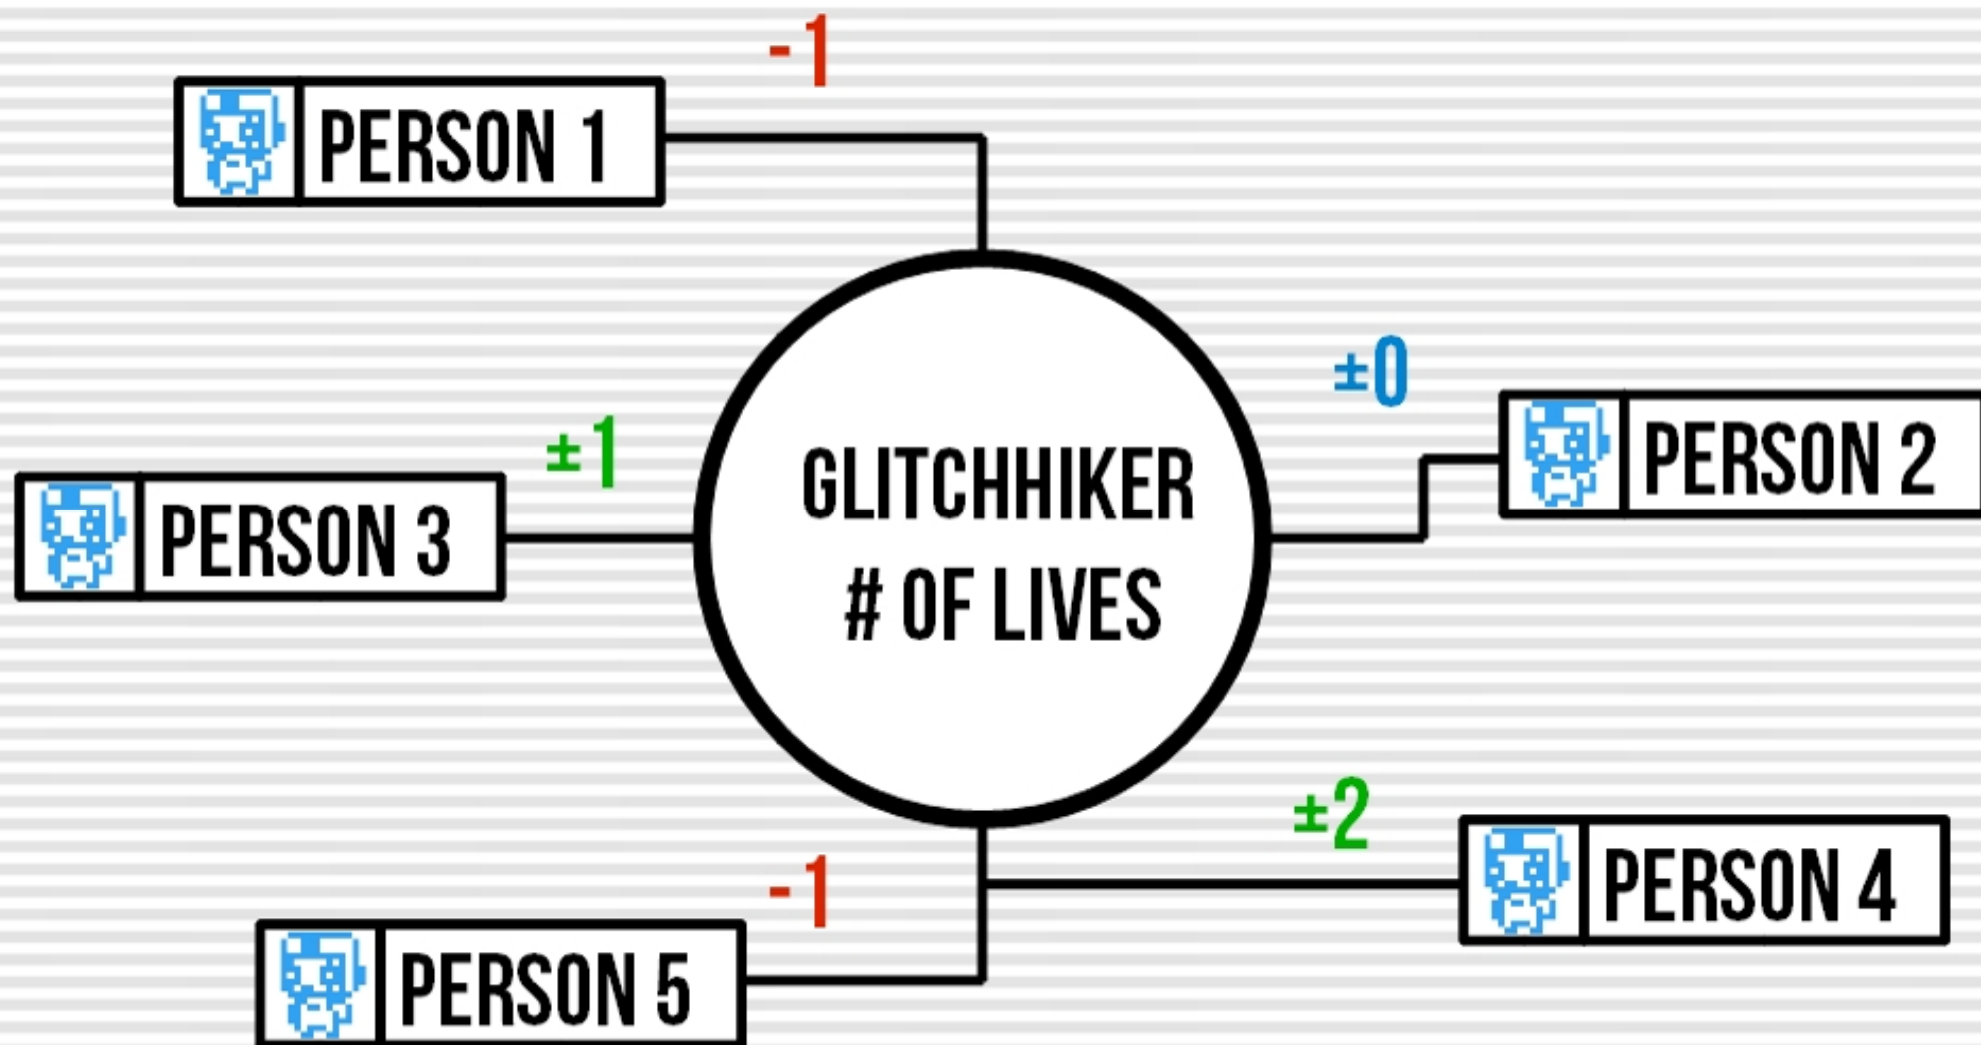 -1
PERSON 1
±0
PERSON 2
±1
PERSON 3
GLITCHHIKER
# OF LIVES
±2
PERSON 4
-1
PERSON 5